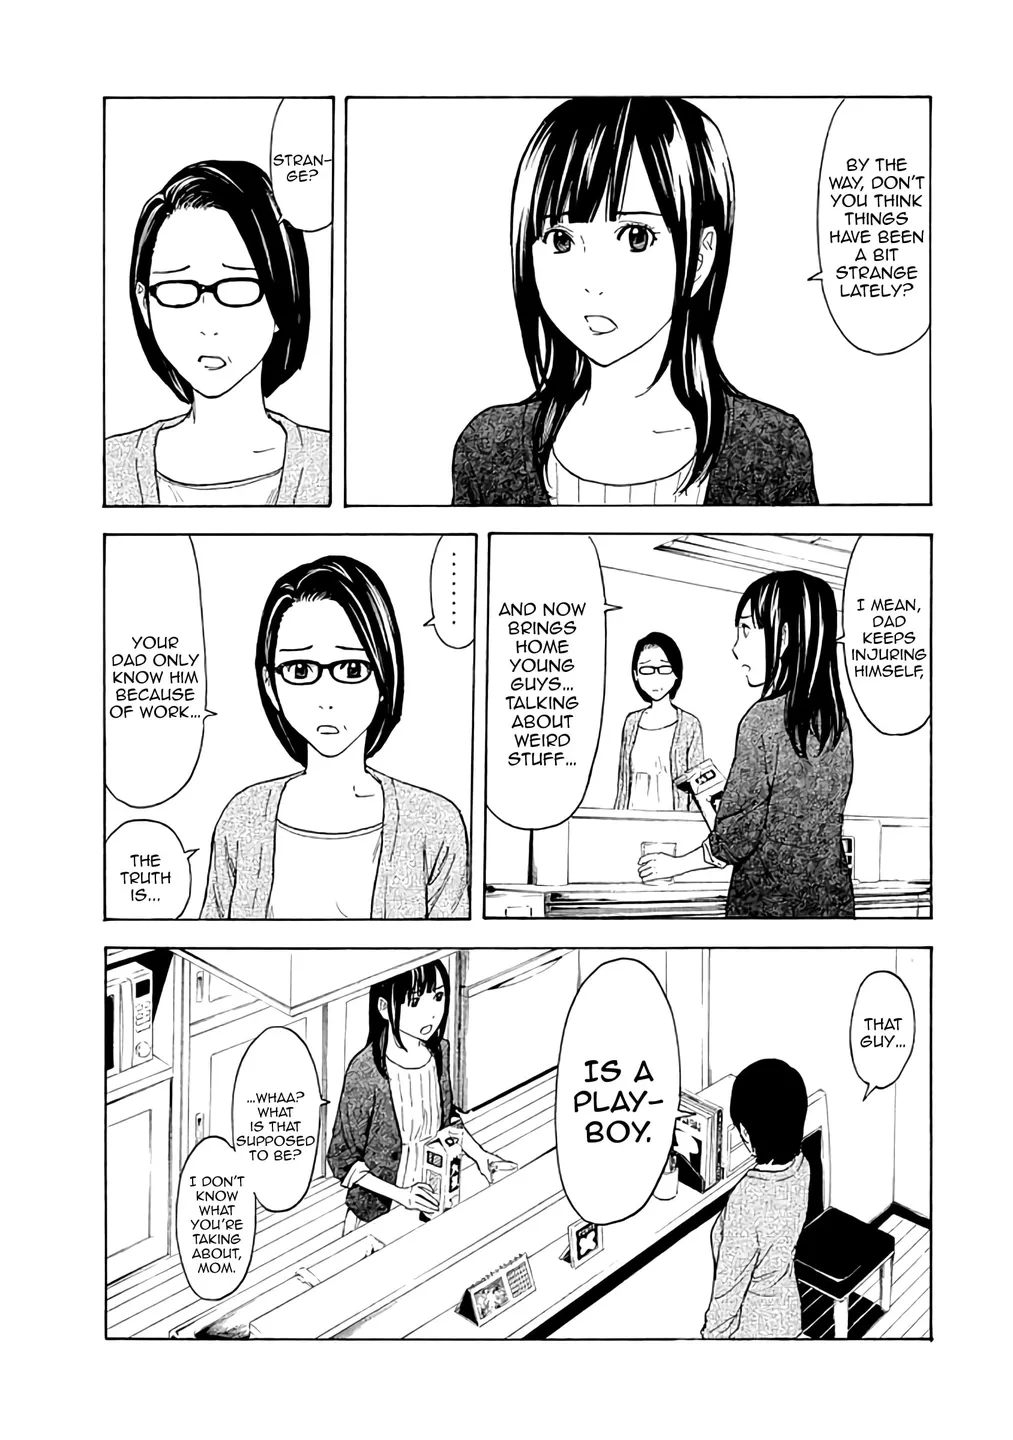 BY THE
WAY, DON'T
YOU THINK
THINGS
HAVE BEEN
A BIT
STRANGE
LATELY?
STRAN-
GE?
I MEAN,
DAD
KEEPS
INJURING
HIMSELF,
AND NOW
BRINGS
HOME
YOUNG
GUYS...
TALKING
ABOUT
WEIRD
STUFF...
........
YOUR
DAD ONLY
KNOW HIM
BECAUSE
OF WORK...
THE
TRUTH
IS...
THAT
GUY...
IS A
PLAY-
BOY.
...WHAA?
WHAT
IS THAT
SUPPOSED
TO BE?
I DON'T
KNOW
WHAT
YOU'RE
TAKING
ABOUT,
MOM.